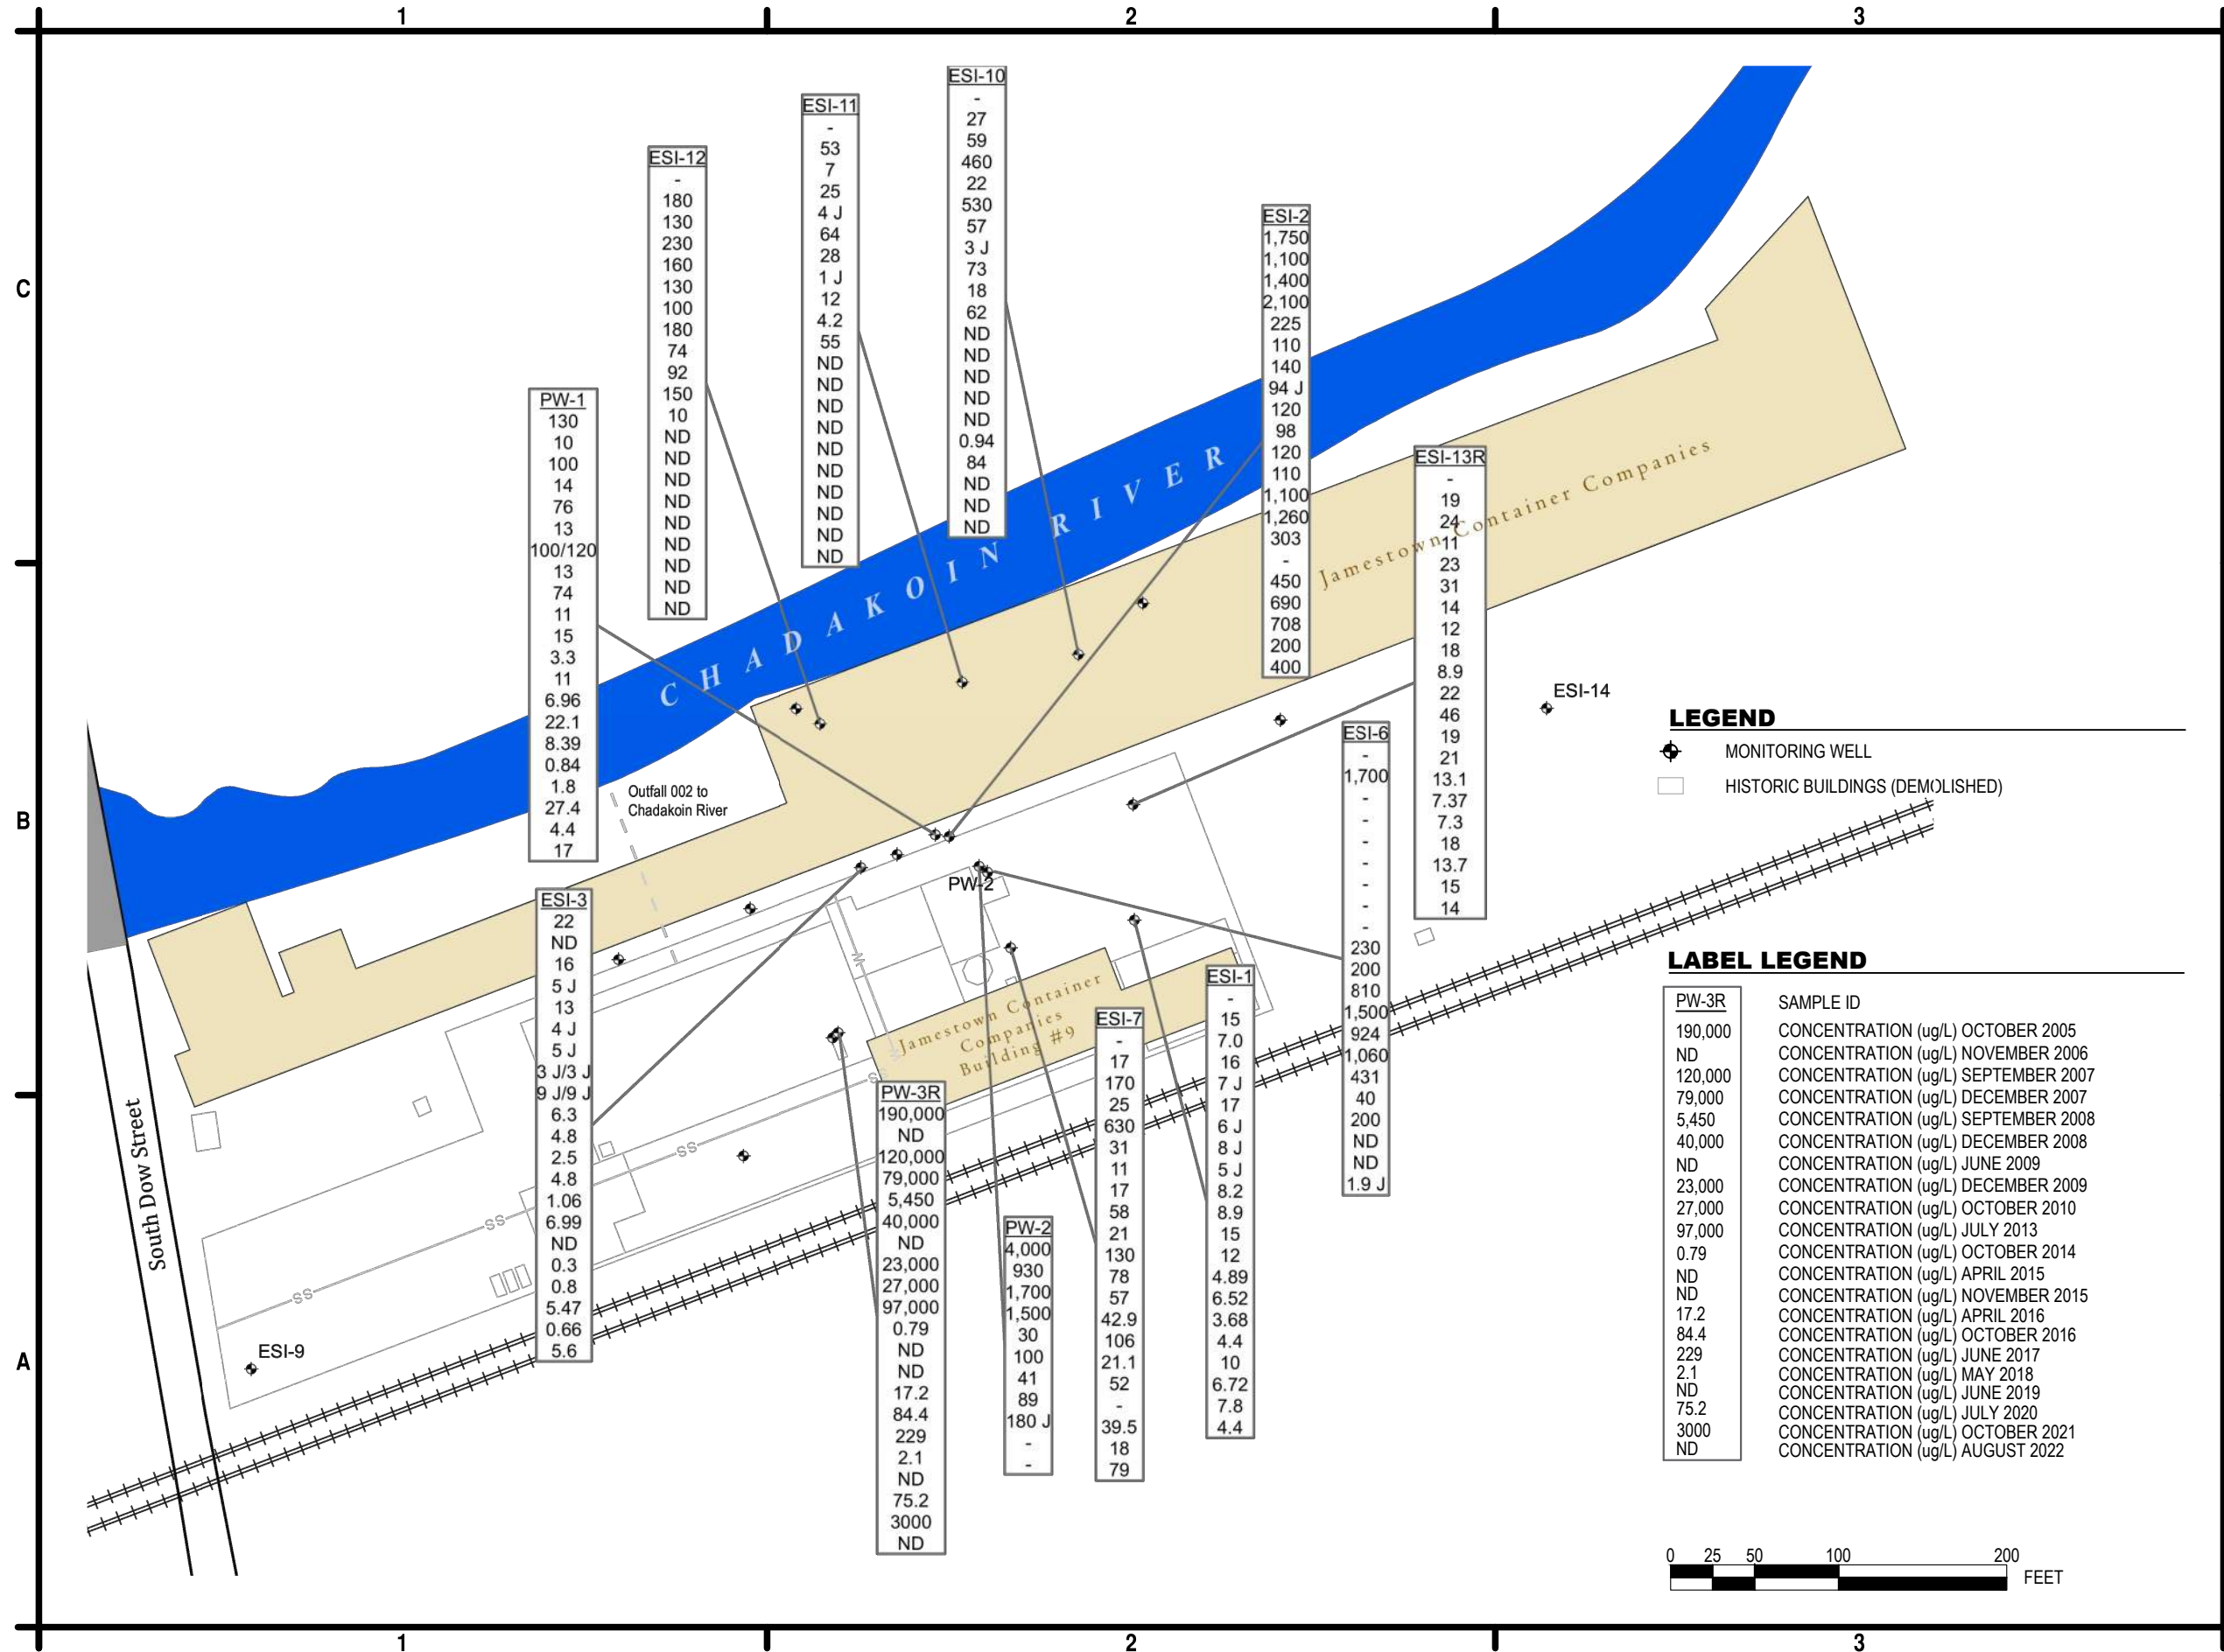 1
2
3
C
B
A
ESI-10
-
27
59
460
22
530
57
3 J
73
18
62
ND
ND
ND
ND
ND
0.94
84
ND
ND
ND
ESI-11
-
53
7
25
4 J
64
28
1 J
12
4.2
55
ND
ND
ND
ND
ND
ND
ND
ND
ND
ND
ESI-12
-
180
130
230
160
130
100
180
74
92
150
10
ND
ND
ND
ND
ND
ND
ND
ND
ND
ESI-2
1,750
1,100
1,400
2,100
225
110
140
94 J
120
98
120
110
1,100
1,260
303
-
450
690
708
200
400
PW-1
130
10
100
14
76
13
100/120
13
74
11
15
3.3
11
6.96
22.1
8.39
0.84
1.8
27.4
4.4
17
ESI-13R
-
19
24
11
23
31
14
12
18
8.9
22
46
19
21
13.1
7.37
7.3
18
13.7
15
14
CHADAKOIN RIVER
Jamestown Container Companies
ESI-14
Outfall 002 to
Chadakoin River
PW-2
ESI-6
-
1,700
-
-
-
-
-
-
-
230
200
810
1,500
924
1,060
431
40
200
ND
ND
1.9 J
ESI-3
22
ND
16
5 J
13
4 J
5 J
3 J/3 J
9 J/9 J
6.3
4.8
2.5
4.8
1.06
6.99
ND
0.3
0.8
5.47
0.66
5.6
W
W
Jamestown Container
Companies
Building #9
ESI-1
-
15
7.0
16
7 J
17
6 J
8 J
5 J
8.2
8.9
15
12
4.89
6.52
3.68
4.4
10
6.72
7.8
4.4
ESI-7
-
17
170
25
630
31
11
17
58
21
130
78
57
42.9
106
21.1
52
-
39.5
18
79
PW-3R
190,000
ND
120,000
79,000
5,450
40,000
ND
23,000
27,000
97,000
0.79
ND
ND
17.2
84.4
229
2.1
ND
75.2
3000
ND
PW-2
4,000
930
1,700
1,500
30
100
41
89
180 J
-
-
SS
SS
SS
SS
South Dow Street
ESI-9
LEGEND
MONITORING WELL
HISTORIC BUILDINGS (DEMOLISHED)
LABEL LEGEND
PW-3R SAMPLE ID
190,000 CONCENTRATION (ug/L) OCTOBER 2005
ND CONCENTRATION (ug/L) NOVEMBER 2006
120,000 CONCENTRATION (ug/L) SEPTEMBER 2007
79,000 CONCENTRATION (ug/L) DECEMBER 2007
5,450 CONCENTRATION (ug/L) SEPTEMBER 2008
40,000 CONCENTRATION (ug/L) DECEMBER 2008
ND CONCENTRATION (ug/L) JUNE 2009
23,000 CONCENTRATION (ug/L) DECEMBER 2009
27,000 CONCENTRATION (ug/L) OCTOBER 2010
97,000 CONCENTRATION (ug/L) JULY 2013
0.79 CONCENTRATION (ug/L) OCTOBER 2014
ND CONCENTRATION (ug/L) APRIL 2015
ND CONCENTRATION (ug/L) NOVEMBER 2015
17.2 CONCENTRATION (ug/L) APRIL 2016
84.4 CONCENTRATION (ug/L) OCTOBER 2016
229 CONCENTRATION (ug/L) JUNE 2017
2.1 CONCENTRATION (ug/L) MAY 2018
ND CONCENTRATION (ug/L) JUNE 2019
75.2 CONCENTRATION (ug/L) JULY 2020
3000 CONCENTRATION (ug/L) OCTOBER 2021
ND CONCENTRATION (ug/L) AUGUST 2022
0 25 50 100 200
FEET
1
2
3